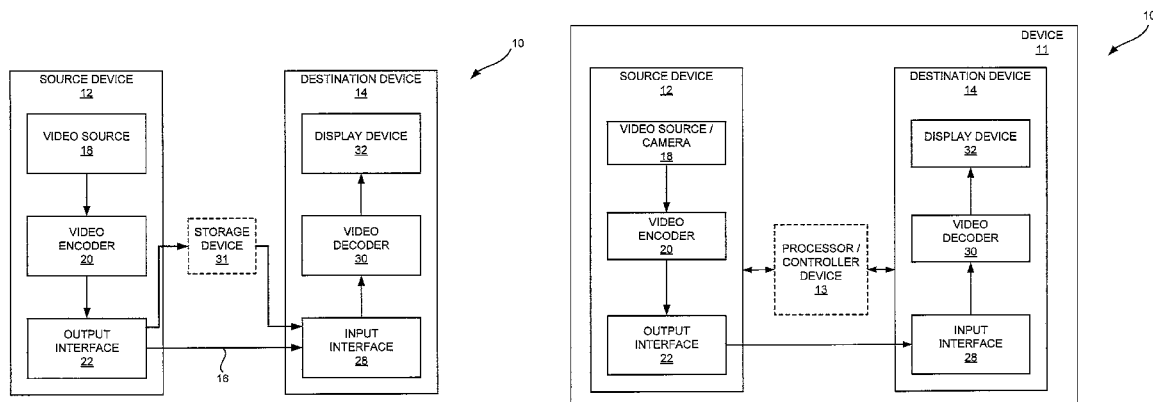 10
SOURCE DEVICE
12
VIDEO SOURCE
18
VIDEO
ENCODER
20
OUTPUT
INTERFACE
22
STORAGE
DEVICE
31
16
DESTINATION DEVICE
14
DISPLAY DEVICE
32
VIDEO
DECODER
30
INPUT
INTERFACE
28
10
DEVICE
11
SOURCE DEVICE
12
VIDEO SOURCE /
CAMERA
18
VIDEO
ENCODER
20
OUTPUT
INTERFACE
22
PROCESSOR /
CONTROLLER
DEVICE
13
DESTINATION DEVICE
14
DISPLAY DEVICE
32
VIDEO
DECODER
30
INPUT
INTERFACE
28